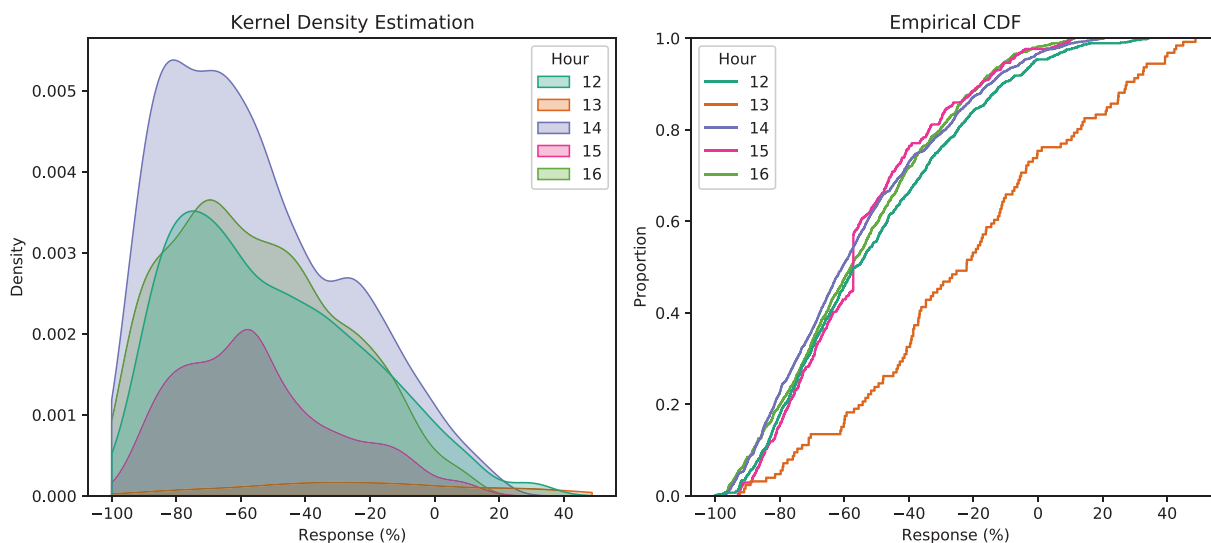 Kernel Density Estimation
Hour
12
13
14
15
16
0.005
0.004
0.003
0.002
0.001
0.000
Density
−100 −80 −60 −40 −20 0 20 40
Response (%)
Empirical CDF
Hour
12
13
14
15
16
1.0
0.8
0.6
0.4
0.2
0.0
Proportion
−100 −80 −60 −40 −20 0 20 40
Response (%)